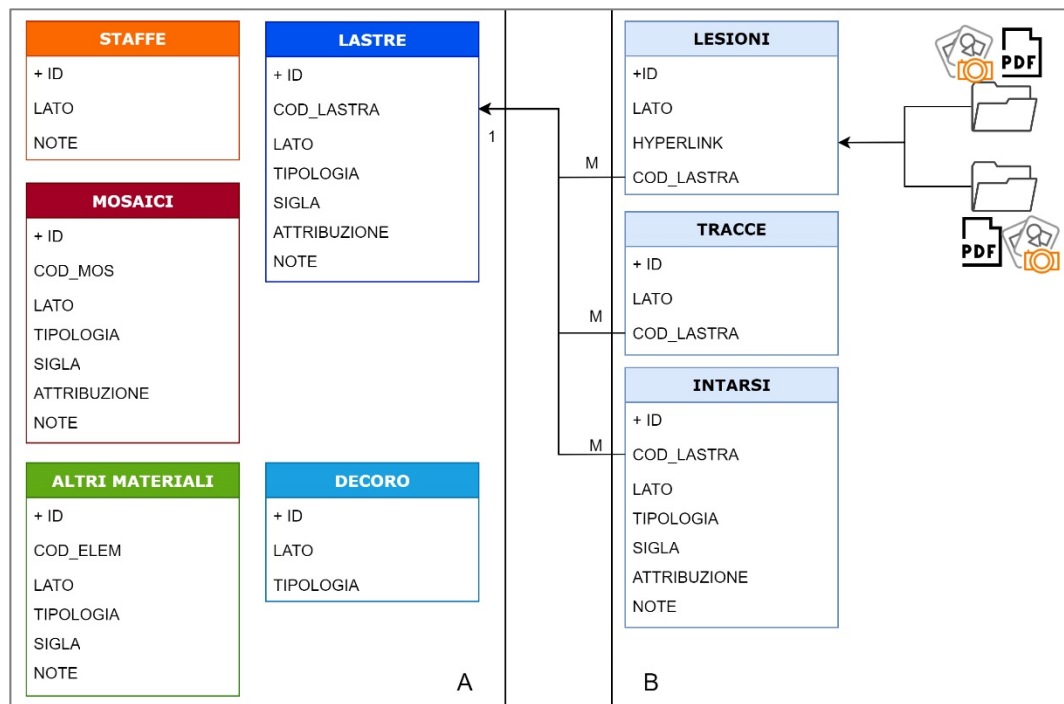 STAFFE
+ ID
LATO
NOTE
MOSAICI
+ ID
COD_MOS
LATO
TIPOLOGIA
SIGLA
ATTRIBUZIONE
NOTE
ALTRI MATERIALI
+ ID
COD_ELEM
LATO
TIPOLOGIA
SIGLA
NOTE
LASTRE
+ ID
COD_LASTRA
LATO
TIPOLOGIA
SIGLA
ATTRIBUZIONE
NOTE
1
DECORO
+ ID
LATO
TIPOLOGIA
A
LESIONI
+ID
LATO
HYPERLINK
COD_LASTRA
M
TRACCE
+ ID
LATO
COD_LASTRA
M
INTARSI
+ ID
COD_LASTRA
M
LATO
TIPOLOGIA
SIGLA
ATTRIBUZIONE
NOTE
B
PDF
PDF